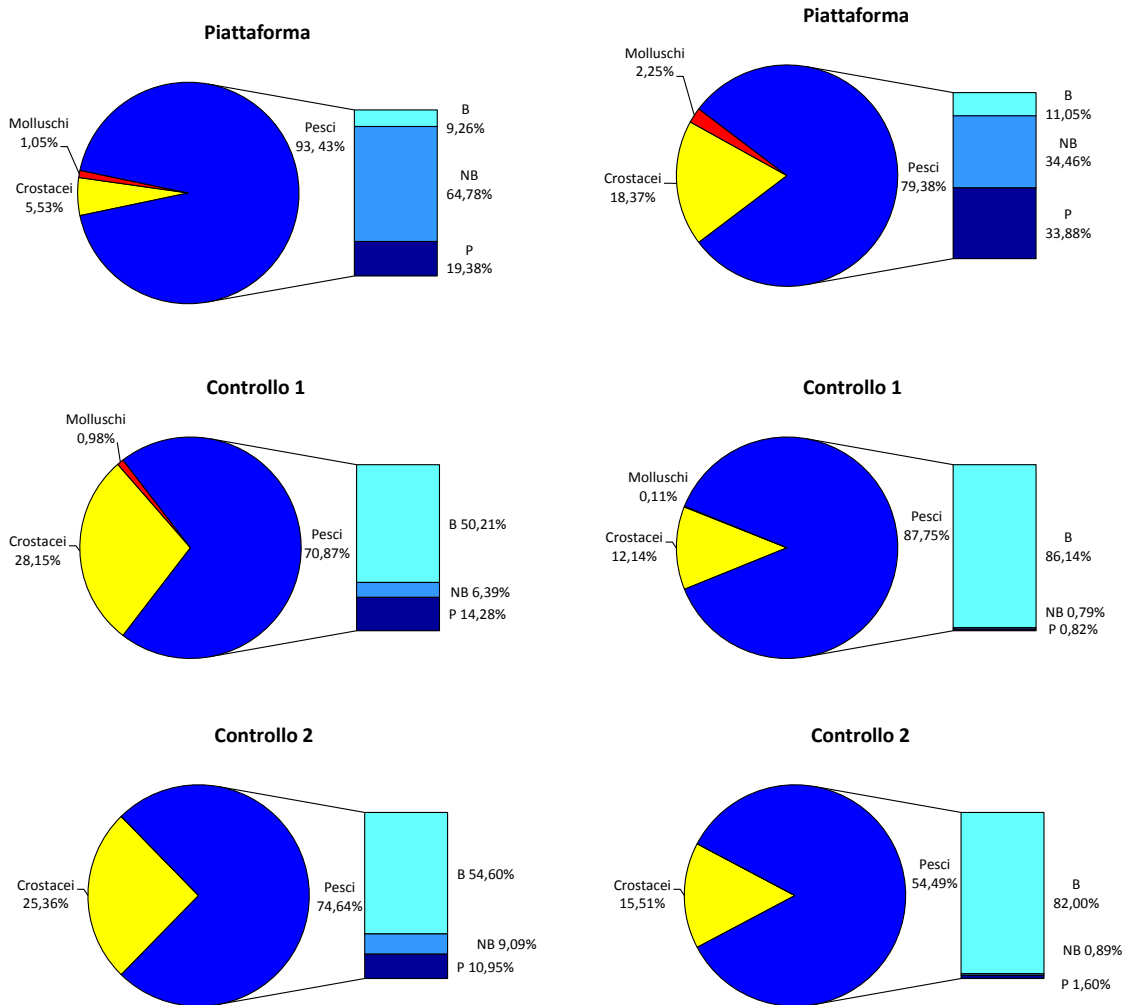 Piattaforma
Molluschi
1,05%
Crostacei
5,53%
Pesci
93, 43%
B
9,26%
NB
64,78%
P
19,38%
Piattaforma
Molluschi
2,25%
Crostacei
18,37%
Pesci
79,38%
B
11,05%
NB
34,46%
P
33,88%
Controllo 1
Molluschi
0,98%
Crostacei
28,15%
Pesci
70,87%
B 50,21%
NB 6,39%
P 14,28%
Controllo 1
Molluschi
0,11%
Crostacei
12,14%
Pesci
87,75%
B
86,14%
NB 0,79%
P 0,82%
Controllo 2
Crostacei
25,36%
Pesci
74,64%
B 54,60%
NB 9,09%
P 10,95%
Controllo 2
Crostacei
15,51%
Pesci
54,49%
B
82,00%
NB 0,89%
P 1,60%